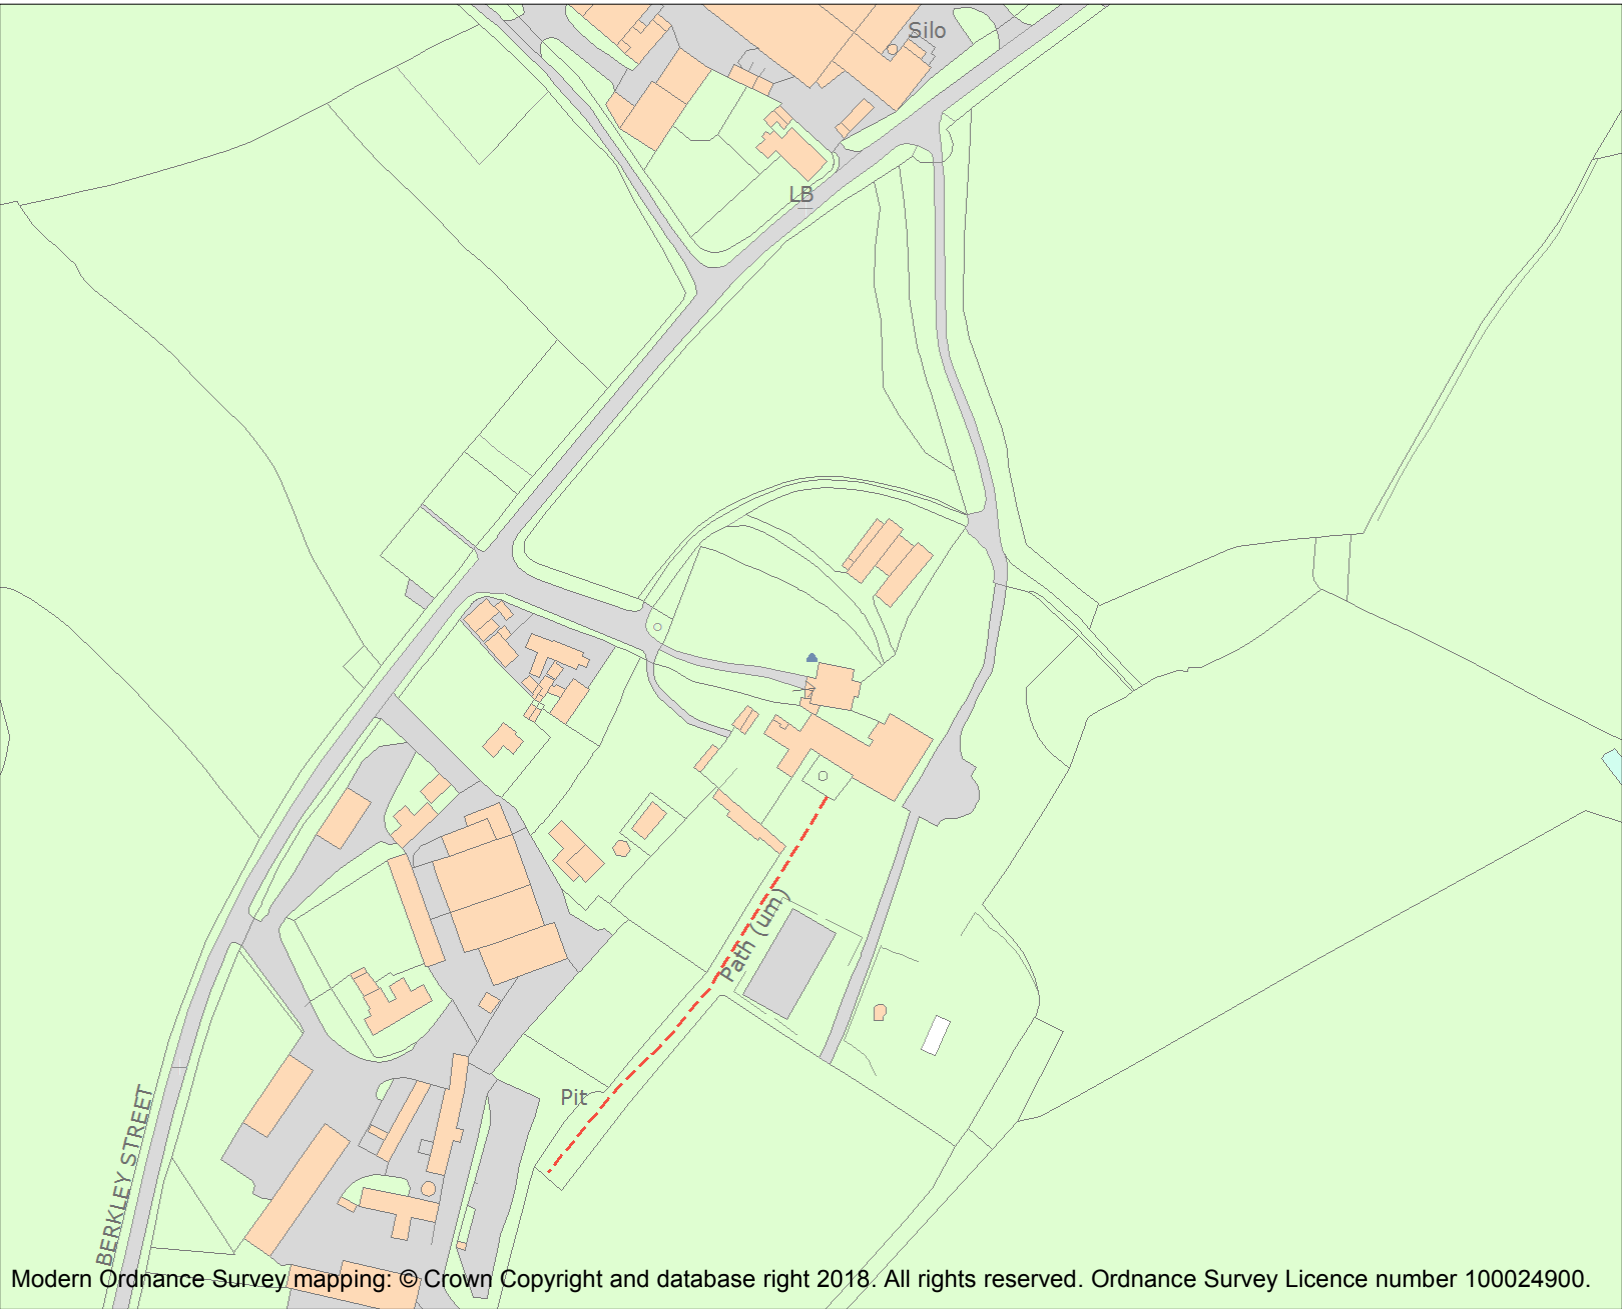 Silo
LB
Path (um)
Pit
BERKLEY STREET
Modern Ordnance Survey mapping: © Crown Copyright and database right 2018. All rights reserved. Ordnance Survey Licence number 100024900.